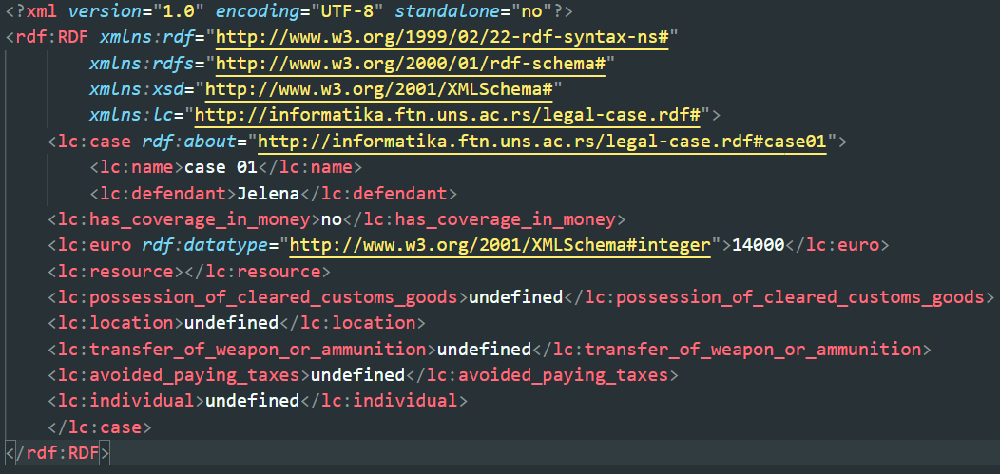 <?xml version="1.0" encoding="UTF-8" standalone="no"?>
<rdf:RDF xmlns:rdf="http://www.w3.org/1999/02/22-rdf-syntax-ns#"
        xmlns:rdfs="http://www.w3.org/2000/01/rdf-schema#"
        xmlns:xsd="http://www.w3.org/2001/XMLSchema#"
        xmlns:lc="http://informatika.ftn.uns.ac.rs/legal-case.rdf#">
    <lc:case rdf:about="http://informatika.ftn.uns.ac.rs/legal-case.rdf#case01">
        <lc:name>case 01</lc:name>
        <lc:defendant>Jelena</lc:defendant>
    <lc:has_coverage_in_money>no</lc:has_coverage_in_money>
    <lc:euro rdf:datatype="http://www.w3.org/2001/XMLSchema#integer">14000</lc:euro>
    <lc:resource></lc:resource>
    <lc:possession_of_cleared_customs_goods>undefined</lc:possession_of_cleared_customs_goods>
    <lc:location>undefined</lc:location>
    <lc:transfer_of_weapon_or_ammunition>undefined</lc:transfer_of_weapon_or_ammunition>
    <lc:avoided_paying_taxes>undefined</lc:avoided_paying_taxes>
    <lc:individual>undefined</lc:individual>
    </lc:case>
</rdf:RDF>